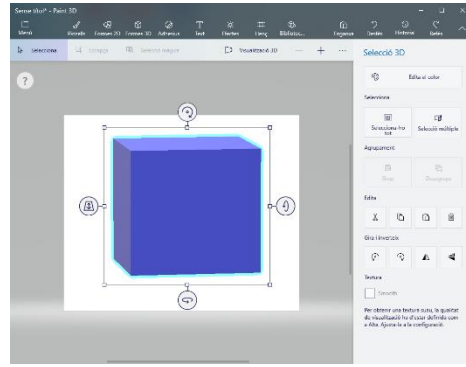 Sense títol* - Paint 3D
Menú
Pinzells
Formes 2D
Formes 3D
Adhesius
Text
Efectes
Llenç
Enganxa
Desfés
Historial
Refés
Selecciona
Retalla
Selecció màgica
Visualització 3D
Selecció 3D
Edita el color
Selecciona
Selecciona-ho tot
Selecció múltiple
Agrupament
Grup
Desagrupa
Edita
Gira i inverteix
Textura
Smooth
Per obtenir una textura suau, la qualitat
de visualització ha d'estar definida com
a Alta. Ajusta-la a la configuració.